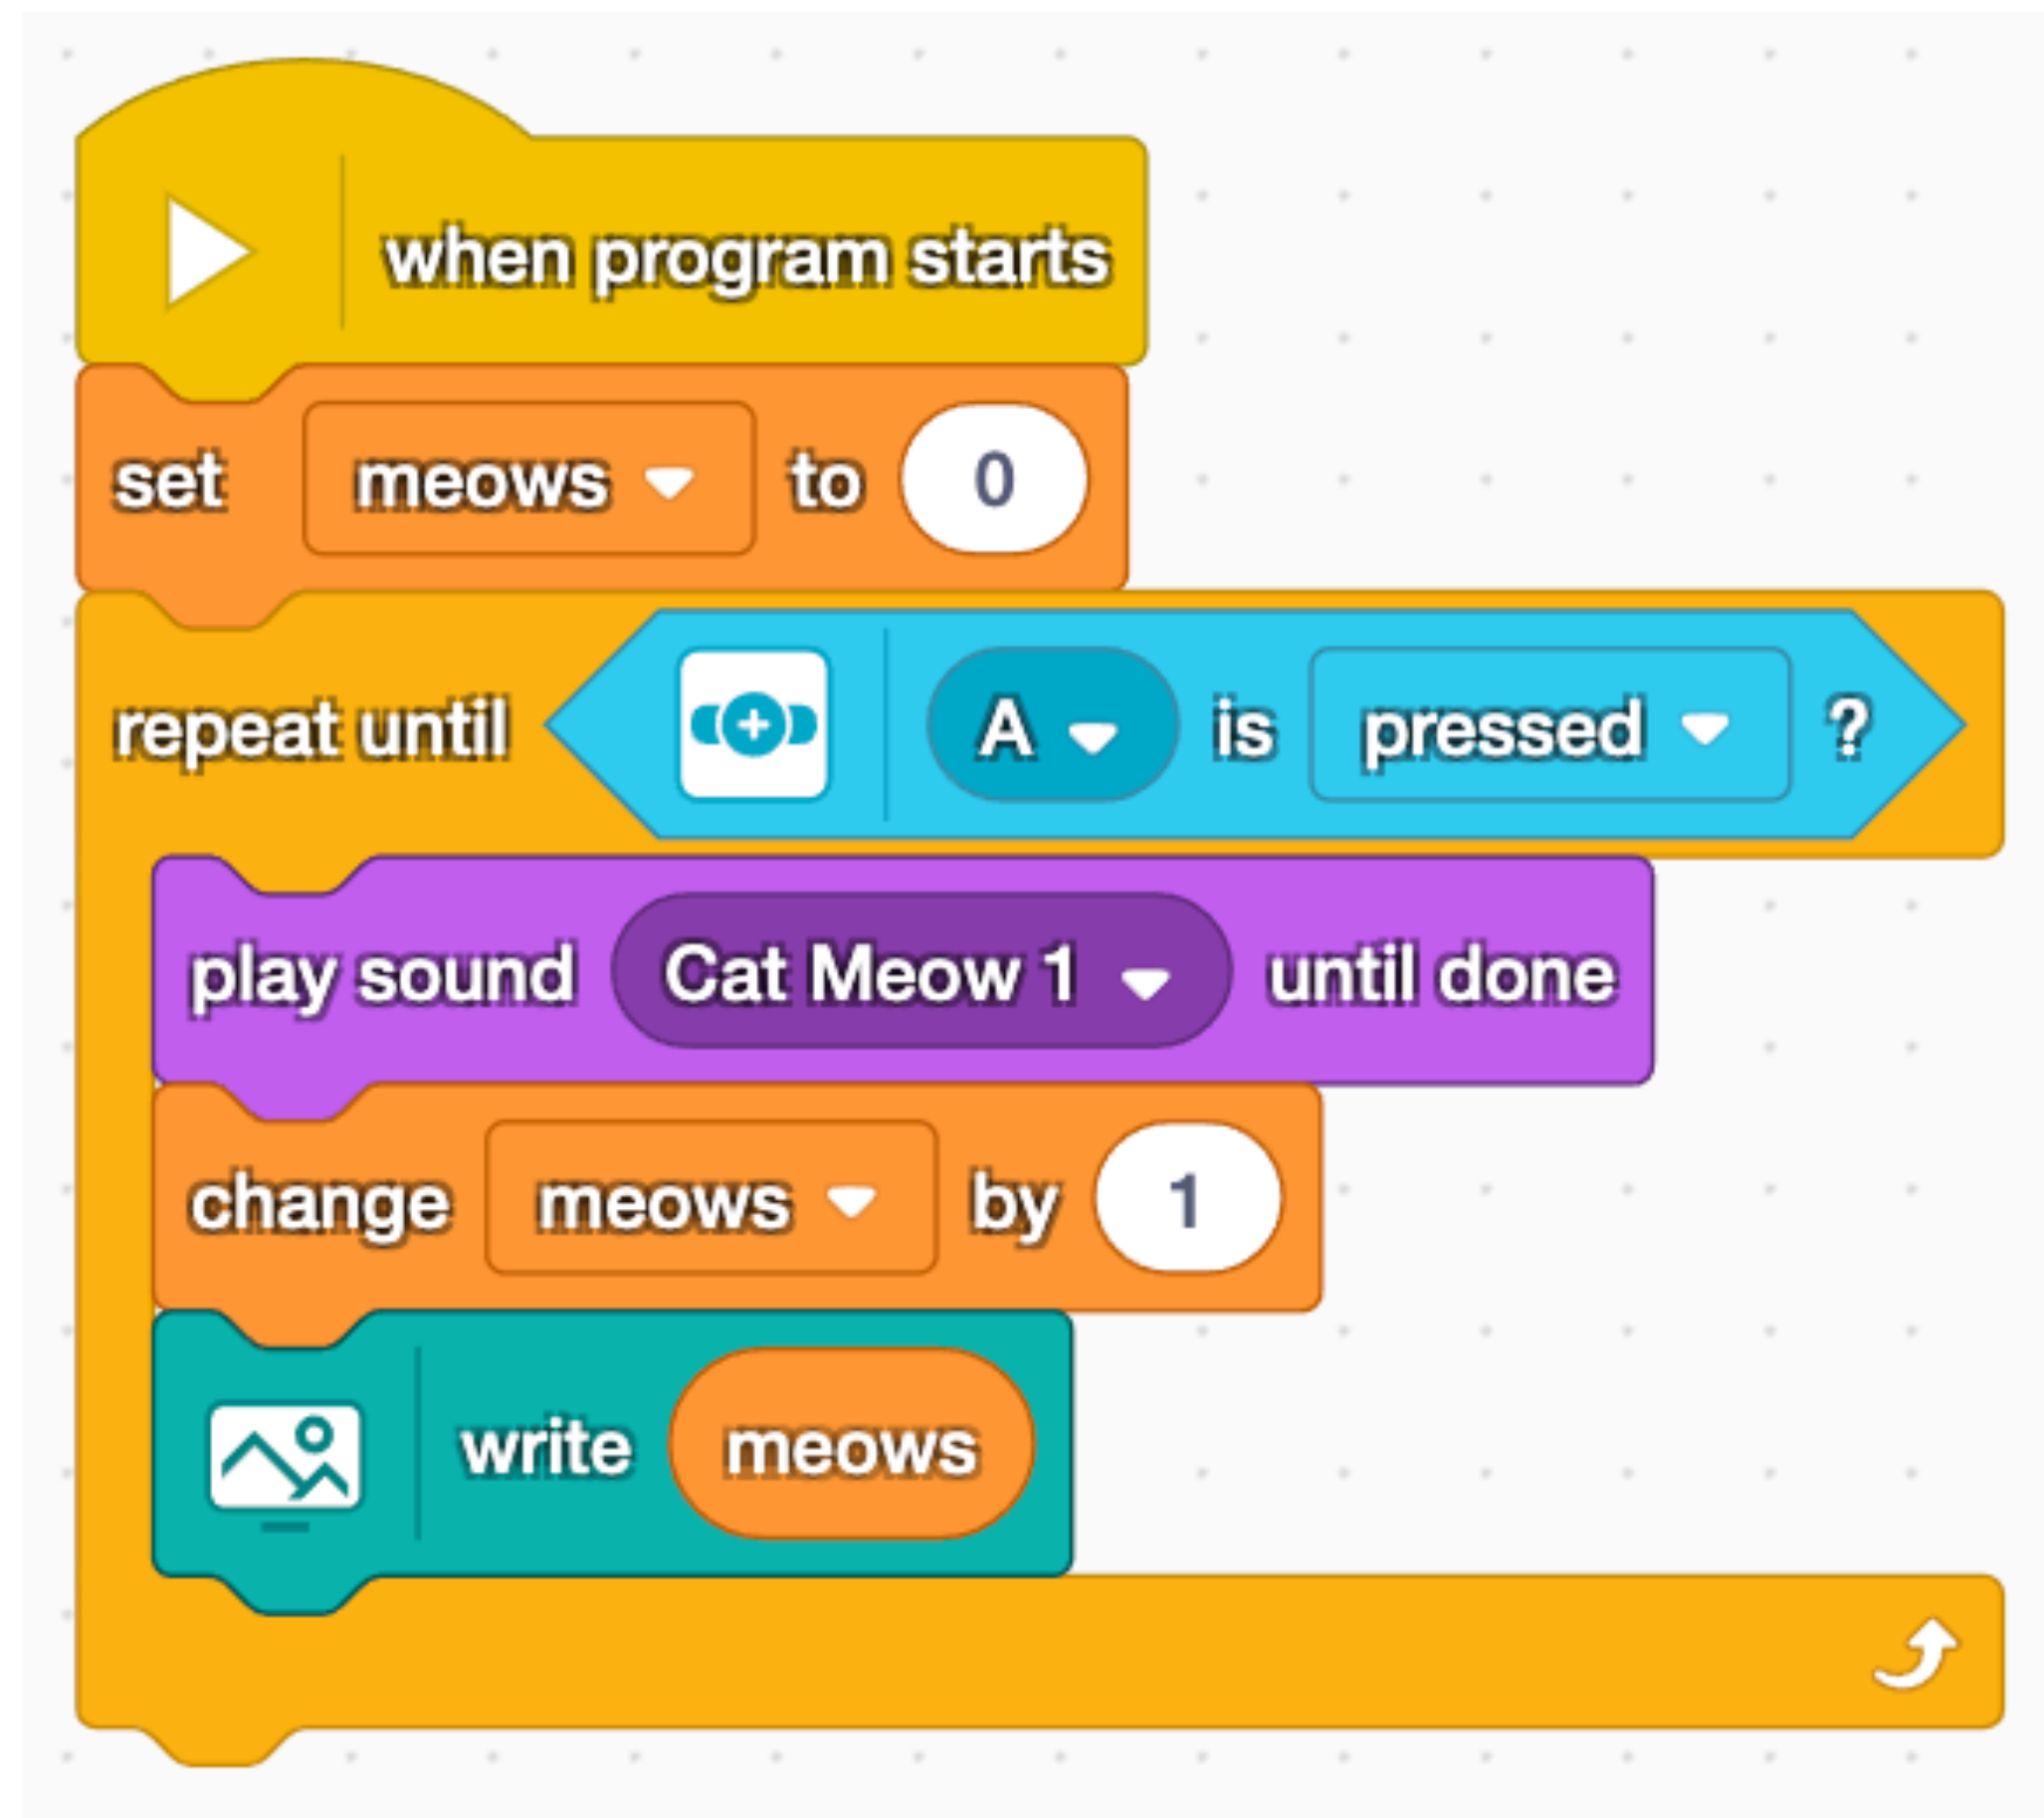 when program starts
set meows to 0
repeat until A is pressed ?
play sound Cat Meow 1 until done
change meows by 1
write meows